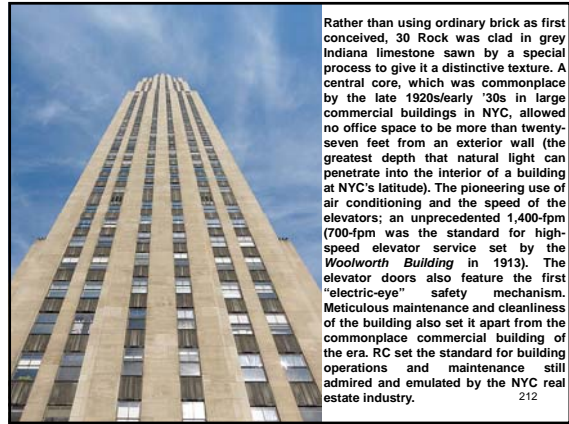 Rather than using ordinary brick as first
conceived, 30 Rock was clad in grey
Indiana limestone sawn by a special
process to give it a distinctive texture. A
central core, which was commonplace
by the late 1920s/early ’30s in large
commercial buildings in NYC, allowed
no office space to be more than twenty-
seven feet from an exterior wall (the
greatest depth that natural light can
penetrate into the interior of a building
at NYC’s latitude). The pioneering use of
air conditioning and the speed of the
elevators; an unprecedented 1,400-fpm
(700-fpm was the standard for high-
speed elevator service set by the
Woolworth Building in 1913). The
elevator doors also feature the first
“electric-eye” safety mechanism.
Meticulous maintenance and cleanliness
of the building also set it apart from the
commonplace commercial building of
the era. RC set the standard for building
operations and maintenance still
admired and emulated by the NYC real
estate industry.
212